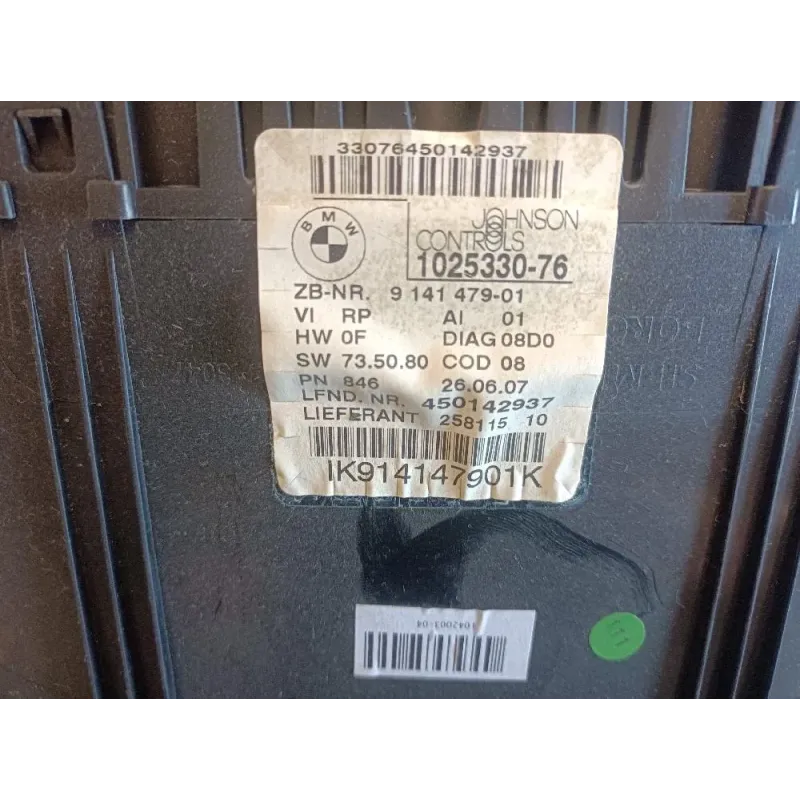 33076450142937
BMW
JOHNSON
CONTROLS
1025330-76
ZB-NR. 9 141 479-01
VI RP AI 01
HW 0F DIAG 08D0
SW 73.50.80 COD 08
PN 846 26.06.07
LFND. NR. 450142937
LIEFERANT 258115 10
IK914147901K
1042001-04